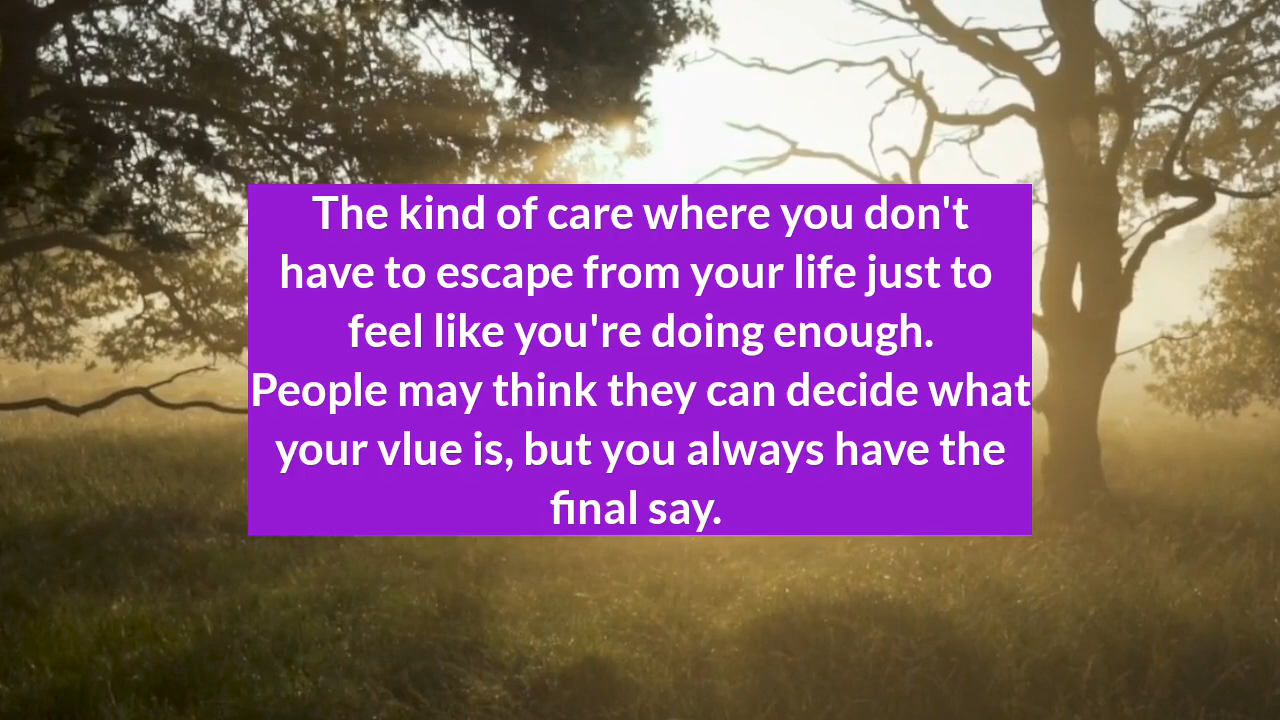 The kind of care where you don't
have to escape from your life just to
feel like you're doing enough.
People may think they can decide what
your vlue is, but you always have the
final say.